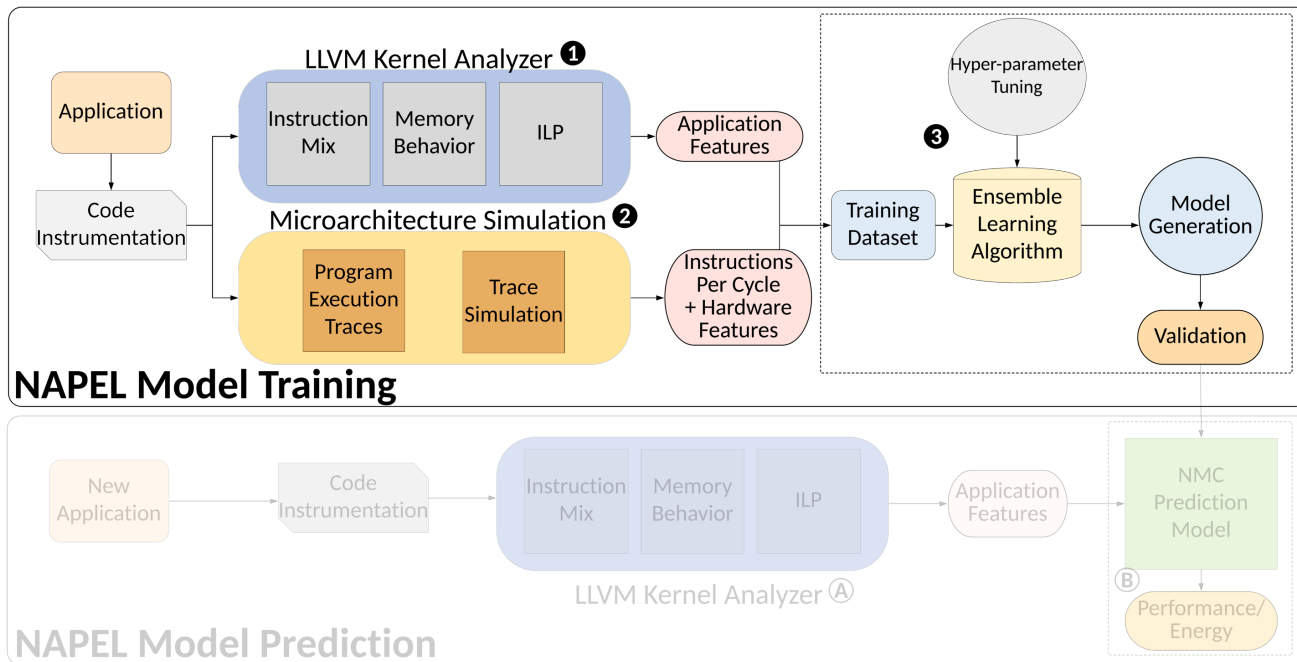 LLVM Kernel Analyzer ❶
Hyper-parameter
Tuning
Application
Instruction
Mix
Memory
Behavior
ILP
Application
Features
❸
Code
Instrumentation
Microarchitecture Simulation ❷
Training
Dataset
Ensemble
Learning
Algorithm
Model
Generation
Program
Execution
Traces
Trace
Simulation
Instructions
Per Cycle
+ Hardware
Features
Validation
NAPEL Model Training
New
Application
Code
Instrumentation
Instruction
Mix
Memory
Behavior
ILP
Application
Features
NMC
Prediction
Model
LLVM Kernel Analyzer Ⓐ
Ⓑ
Performance/
Energy
NAPEL Model Prediction